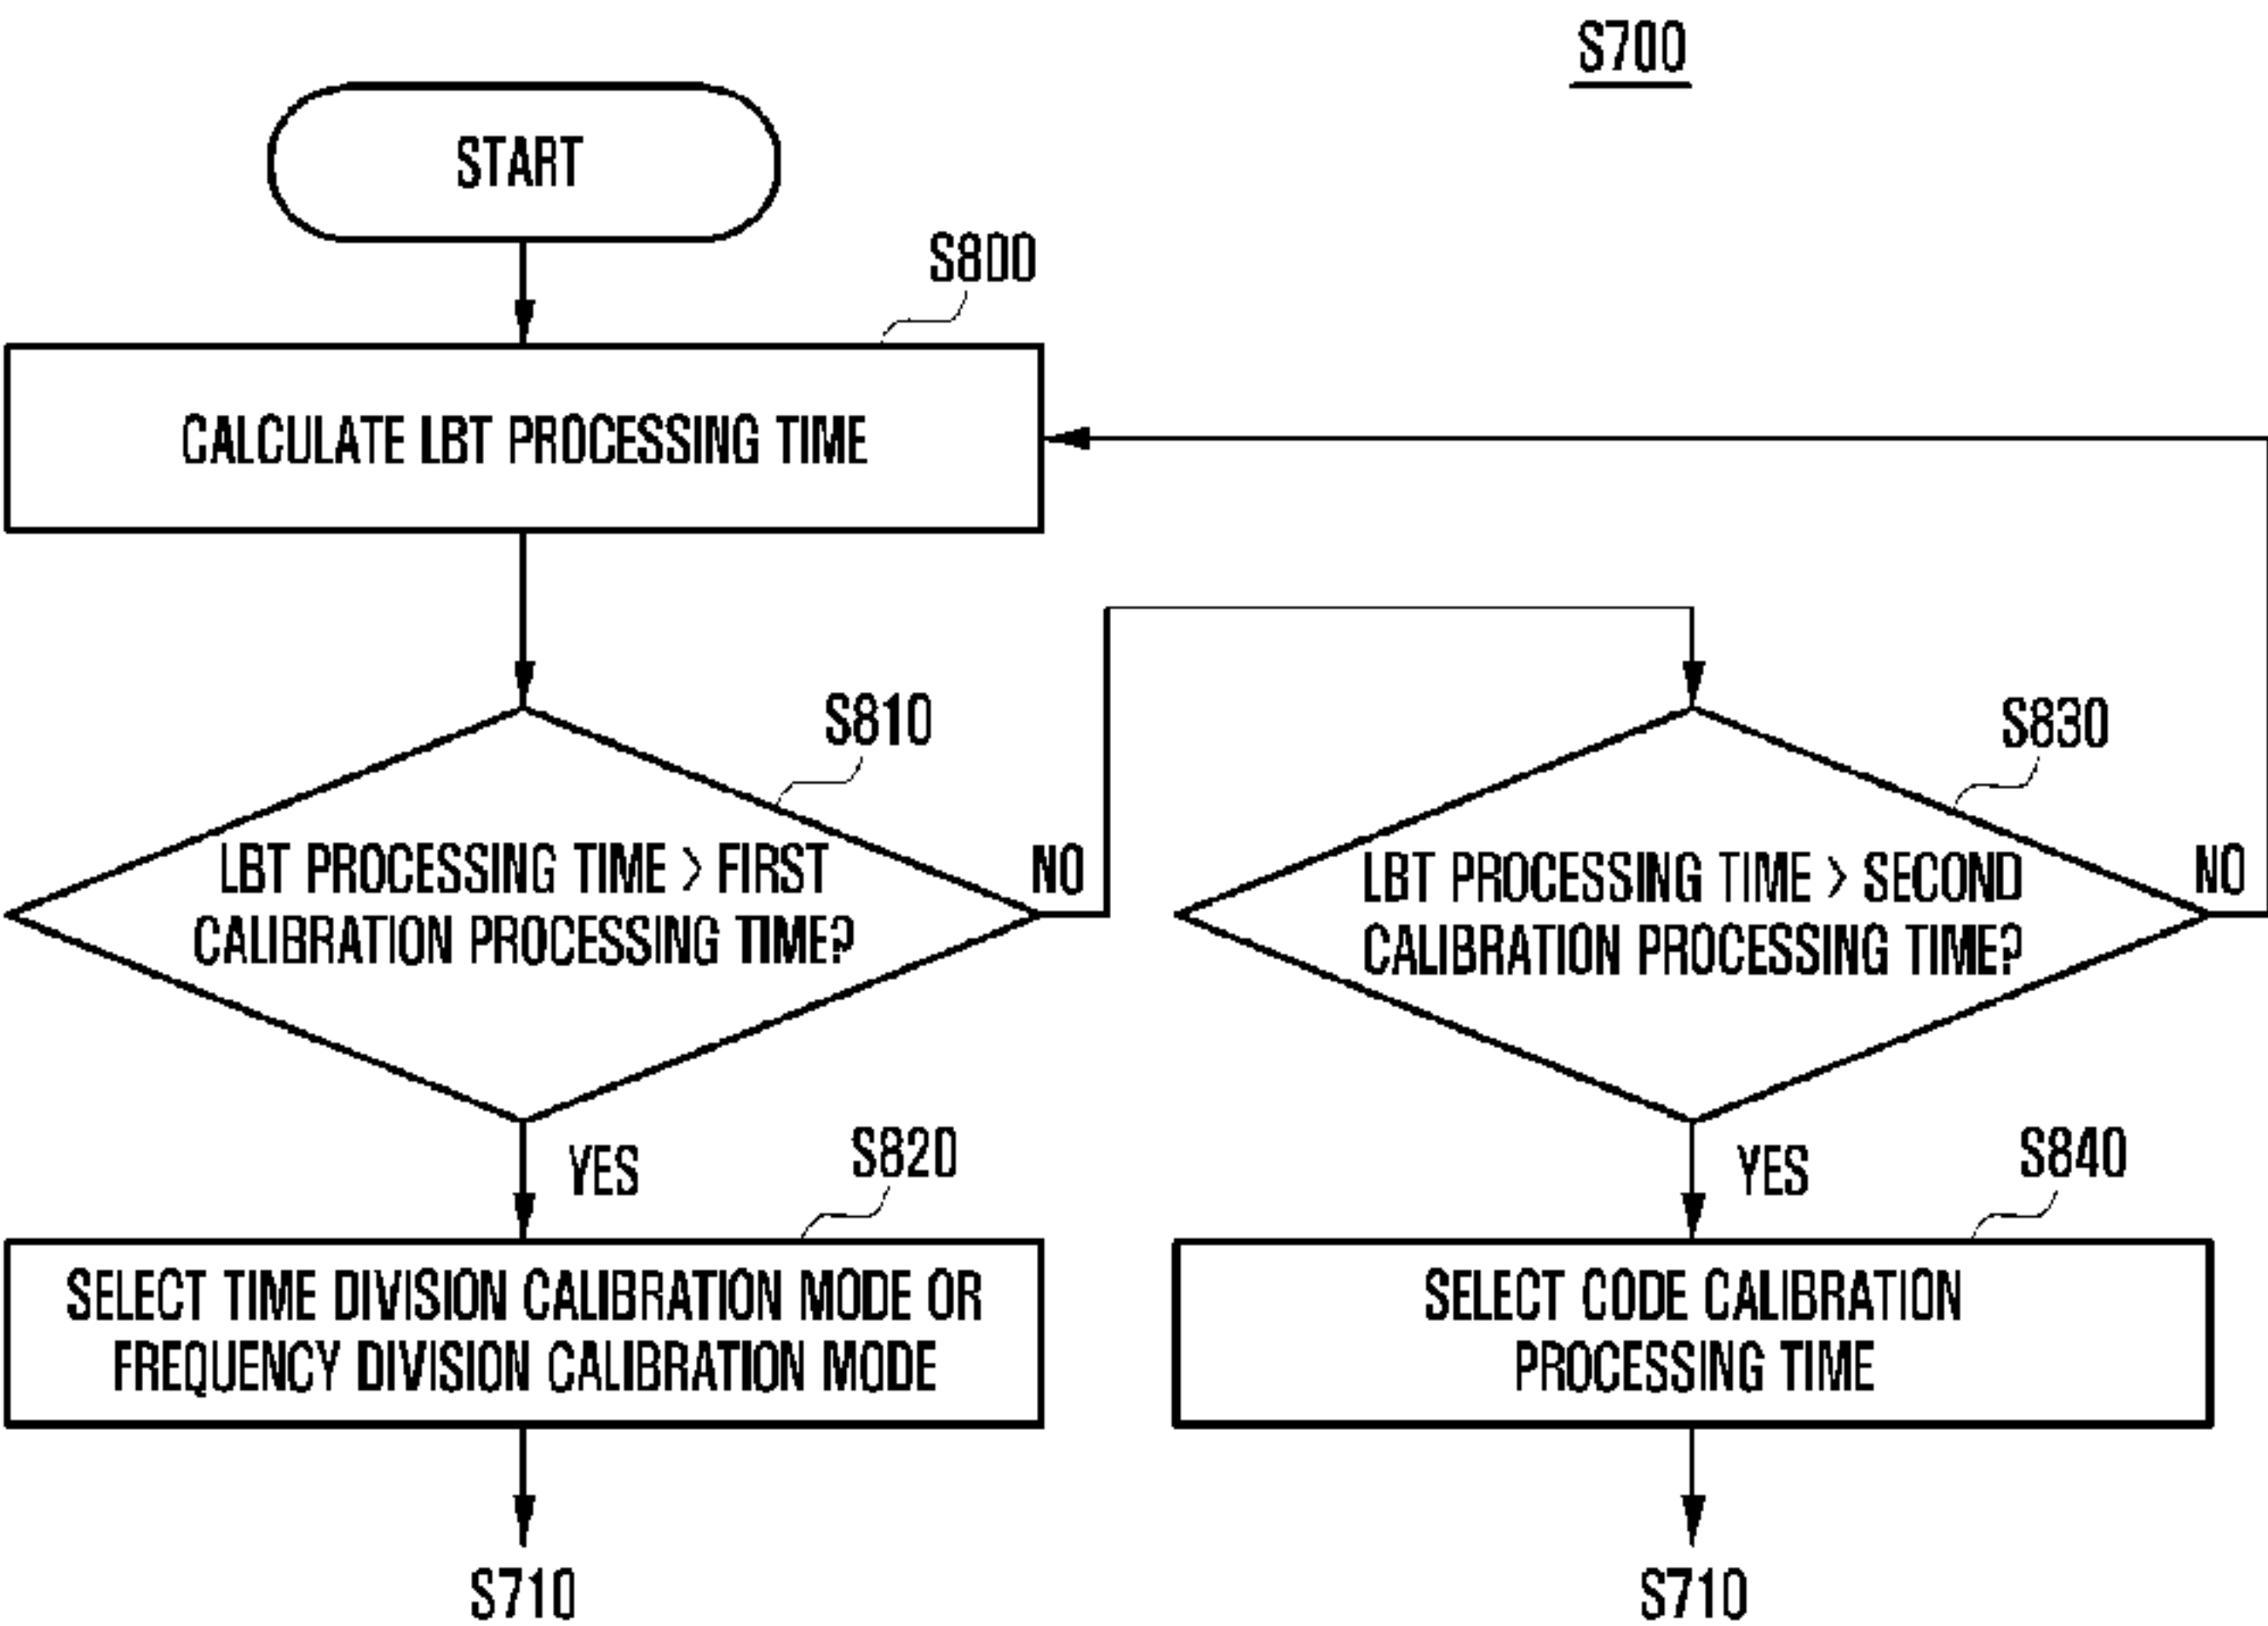 S700
START
S800
CALCULATE LBT PROCESSING TIME
S810
LBT PROCESSING TIME > FIRST
CALIBRATION PROCESSING TIME?
NO
S830
LBT PROCESSING TIME > SECOND
CALIBRATION PROCESSING TIME?
NO
YES
S820
SELECT TIME DIVISION CALIBRATION MODE OR
FREQUENCY DIVISION CALIBRATION MODE
YES
S840
SELECT CODE CALIBRATION
PROCESSING TIME
S710
S710